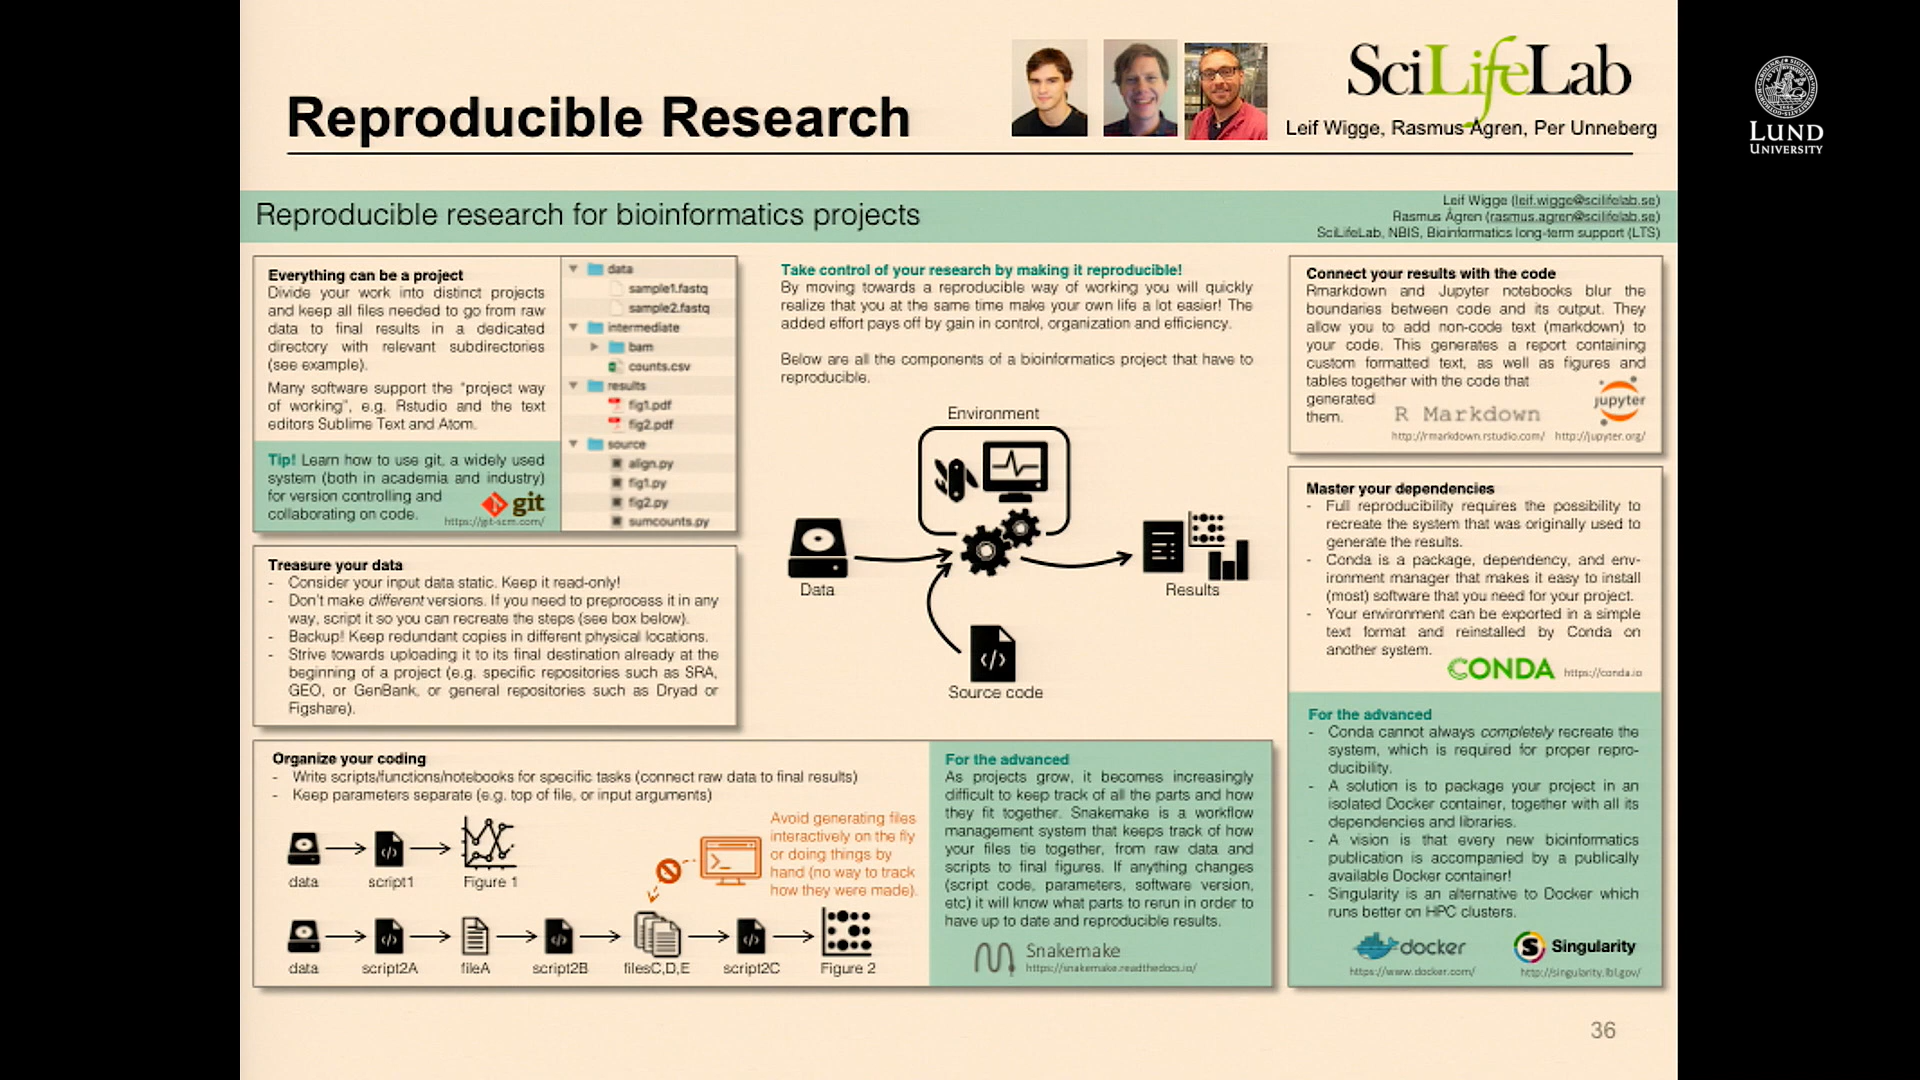 Reproducible Research
SciLifeLab
Leif Wigge, Rasmus Ågren, Per Unneberg
LUND
UNIVERSITY
Reproducible research for bioinformatics projects
Leif Wigge (leif.wigge@scilifelab.se)
Rasmus Ågren (rasmus.agren@scilifelab.se)
SciLifeLab, NBIS, Bioinformatics long-term support (LTS)
Everything can be a project
Divide your work into distinct projects
and keep all files needed to go from raw
data to final results in a dedicated
directory with relevant subdirectories
(see example).
Many software support the "project way
of working", e.g. Rstudio and the text
editors Sublime Text and Atom.
Tip! Learn how to use git, a widely used
system (both in academia and industry)
for version controlling and
collaborating on code.
git
https://git-scm.com/
data
sample1.fastq
sample2.fastq
intermediate
bam
counts.csv
results
fig1.pdf
fig2.pdf
source
align.py
fig1.py
fig2.py
sumcounts.py
Treasure your data
- Consider your input data static. Keep it read-only!
- Don't make different versions. If you need to preprocess it in any
way, script it so you can recreate the steps (see box below).
- Backup! Keep redundant copies in different physical locations.
- Strive towards uploading it to its final destination already at the
beginning of a project (e.g. specific repositories such as SRA,
GEO, or GenBank, or general repositories such as Dryad or
Figshare).
Take control of your research by making it reproducible!
By moving towards a reproducible way of working you will quickly
realize that you at the same time make your own life a lot easier! The
added effort pays off by gain in control, organization and efficiency.
Below are all the components of a bioinformatics project that have to
reproducible.
Environment
Data
Results
Source code
Connect your results with the code
Rmarkdown and Jupyter notebooks blur the
boundaries between code and its output. They
allow you to add non-code text (markdown) to
your code. This generates a report containing
custom formatted text, as well as figures and
tables together with the code that
generated
them.
R Markdown
jupyter
http://rmarkdown.rstudio.com/ http://jupyter.org/
Master your dependencies
- Full reproducibility requires the possibility to
recreate the system that was originally used to
generate the results.
- Conda is a package, dependency, and env-
ironment manager that makes it easy to install
(most) software that you need for your project.
- Your environment can be exported in a simple
text format and reinstalled by Conda on
another system.
CONDA https://conda.io
For the advanced
- Conda cannot always completely recreate the
system, which is required for proper repro-
ducibility.
- A solution is to package your project in an
isolated Docker container, together with all its
dependencies and libraries.
- A vision is that every new bioinformatics
publication is accompanied by a publically
available Docker container!
- Singularity is an alternative to Docker which
runs better on HPC clusters.
docker
Singularity
https://www.docker.com/
http://singularity.lbl.gov/
Organize your coding
- Write scripts/functions/notebooks for specific tasks (connect raw data to final results)
- Keep parameters separate (e.g. top of file, or input arguments)
data script1 Figure 1
Avoid generating files
interactively on the fly
or doing things by
hand (no way to track
how they were made).
data script2A fileA script2B filesC,D,E script2C Figure 2
For the advanced
As projects grow, it becomes increasingly
difficult to keep track of all the parts and how
they fit together. Snakemake is a workflow
management system that keeps track of how
your files tie together, from raw data and
scripts to final figures. If anything changes
(script code, parameters, software version,
etc) it will know what parts to rerun in order to
have up to date and reproducible results.
Snakemake
https://snakemake.readthedocs.io/
36